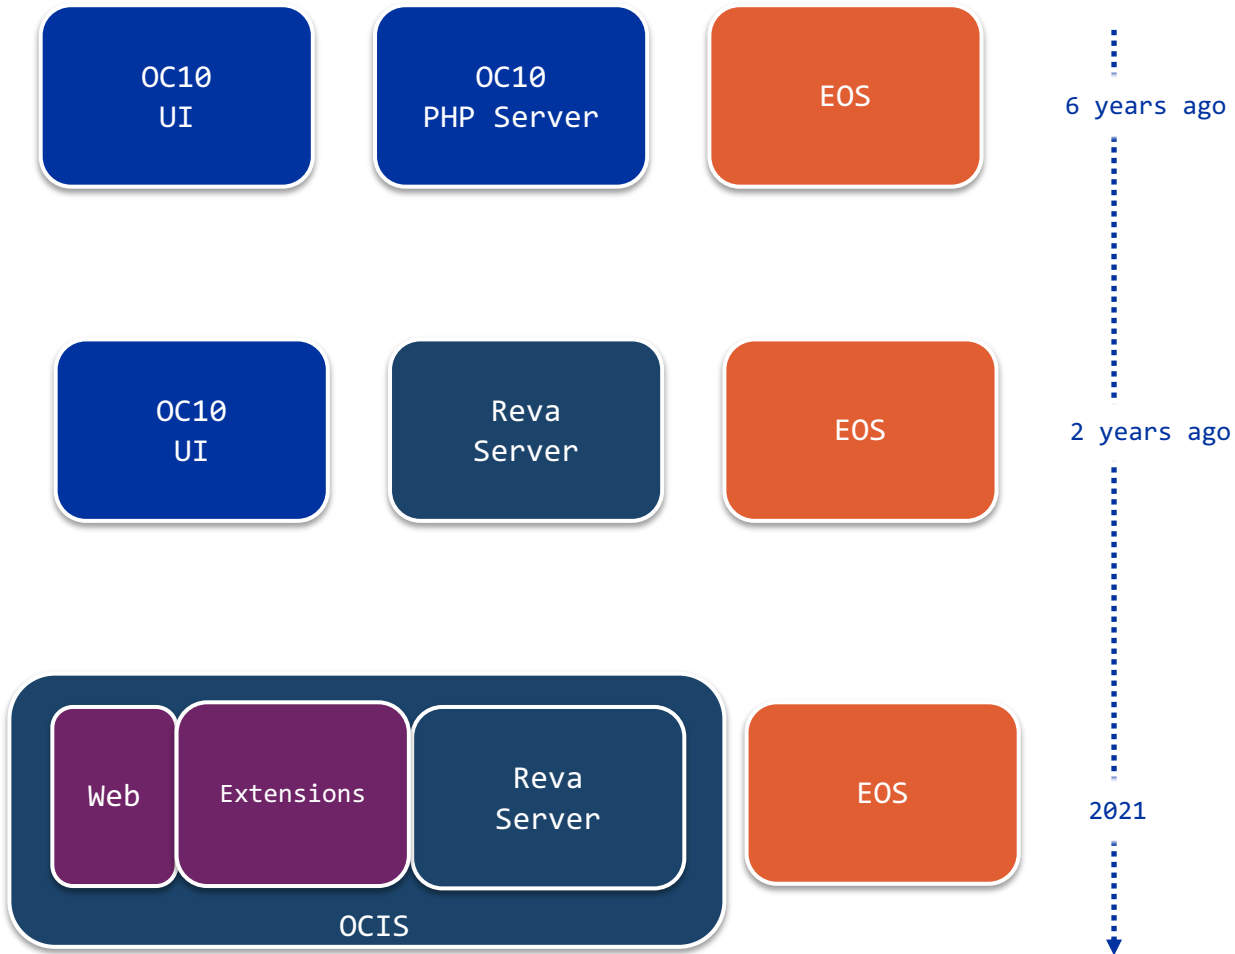 OC10
UI
OC10
PHP Server
EOS
6 years ago
OC10
UI
Reva
Server
EOS
2 years ago
Web
Extensions
Reva
Server
OCIS
EOS
2021